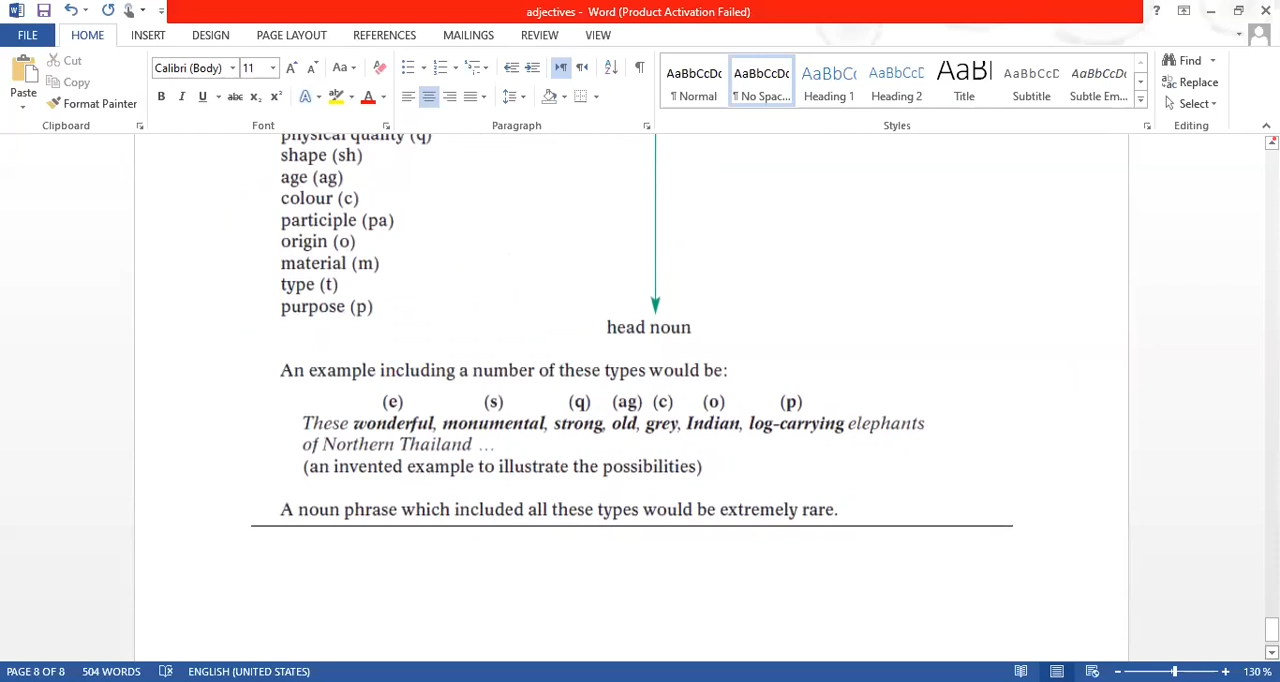 adjectives - Word (Product Activation Failed)
FILE HOME INSERT DESIGN PAGE LAYOUT REFERENCES MAILINGS REVIEW VIEW
Paste
Cut
Copy
Format Painter
Clipboard
Calibri (Body) 11
Font
Paragraph
AaBbCcDc AaBbCcDc AaBbCc AaBbCcD AaBl AaBbCcD AaBbCcDc
¶ Normal ¶ No Spac... Heading 1 Heading 2 Title Subtitle Subtle Em...
Styles
Find
Replace
Select
Editing
physical quality (q)
shape (sh)
age (ag)
colour (c)
participle (pa)
origin (o)
material (m)
type (t)
purpose (p)
head noun
An example including a number of these types would be:
(e) (s) (q) (ag) (c) (o) (p)
These wonderful, monumental, strong, old, grey, Indian, log-carrying elephants
of Northern Thailand …
(an invented example to illustrate the possibilities)
A noun phrase which included all these types would be extremely rare.
PAGE 8 OF 8 504 WORDS ENGLISH (UNITED STATES) 130 %